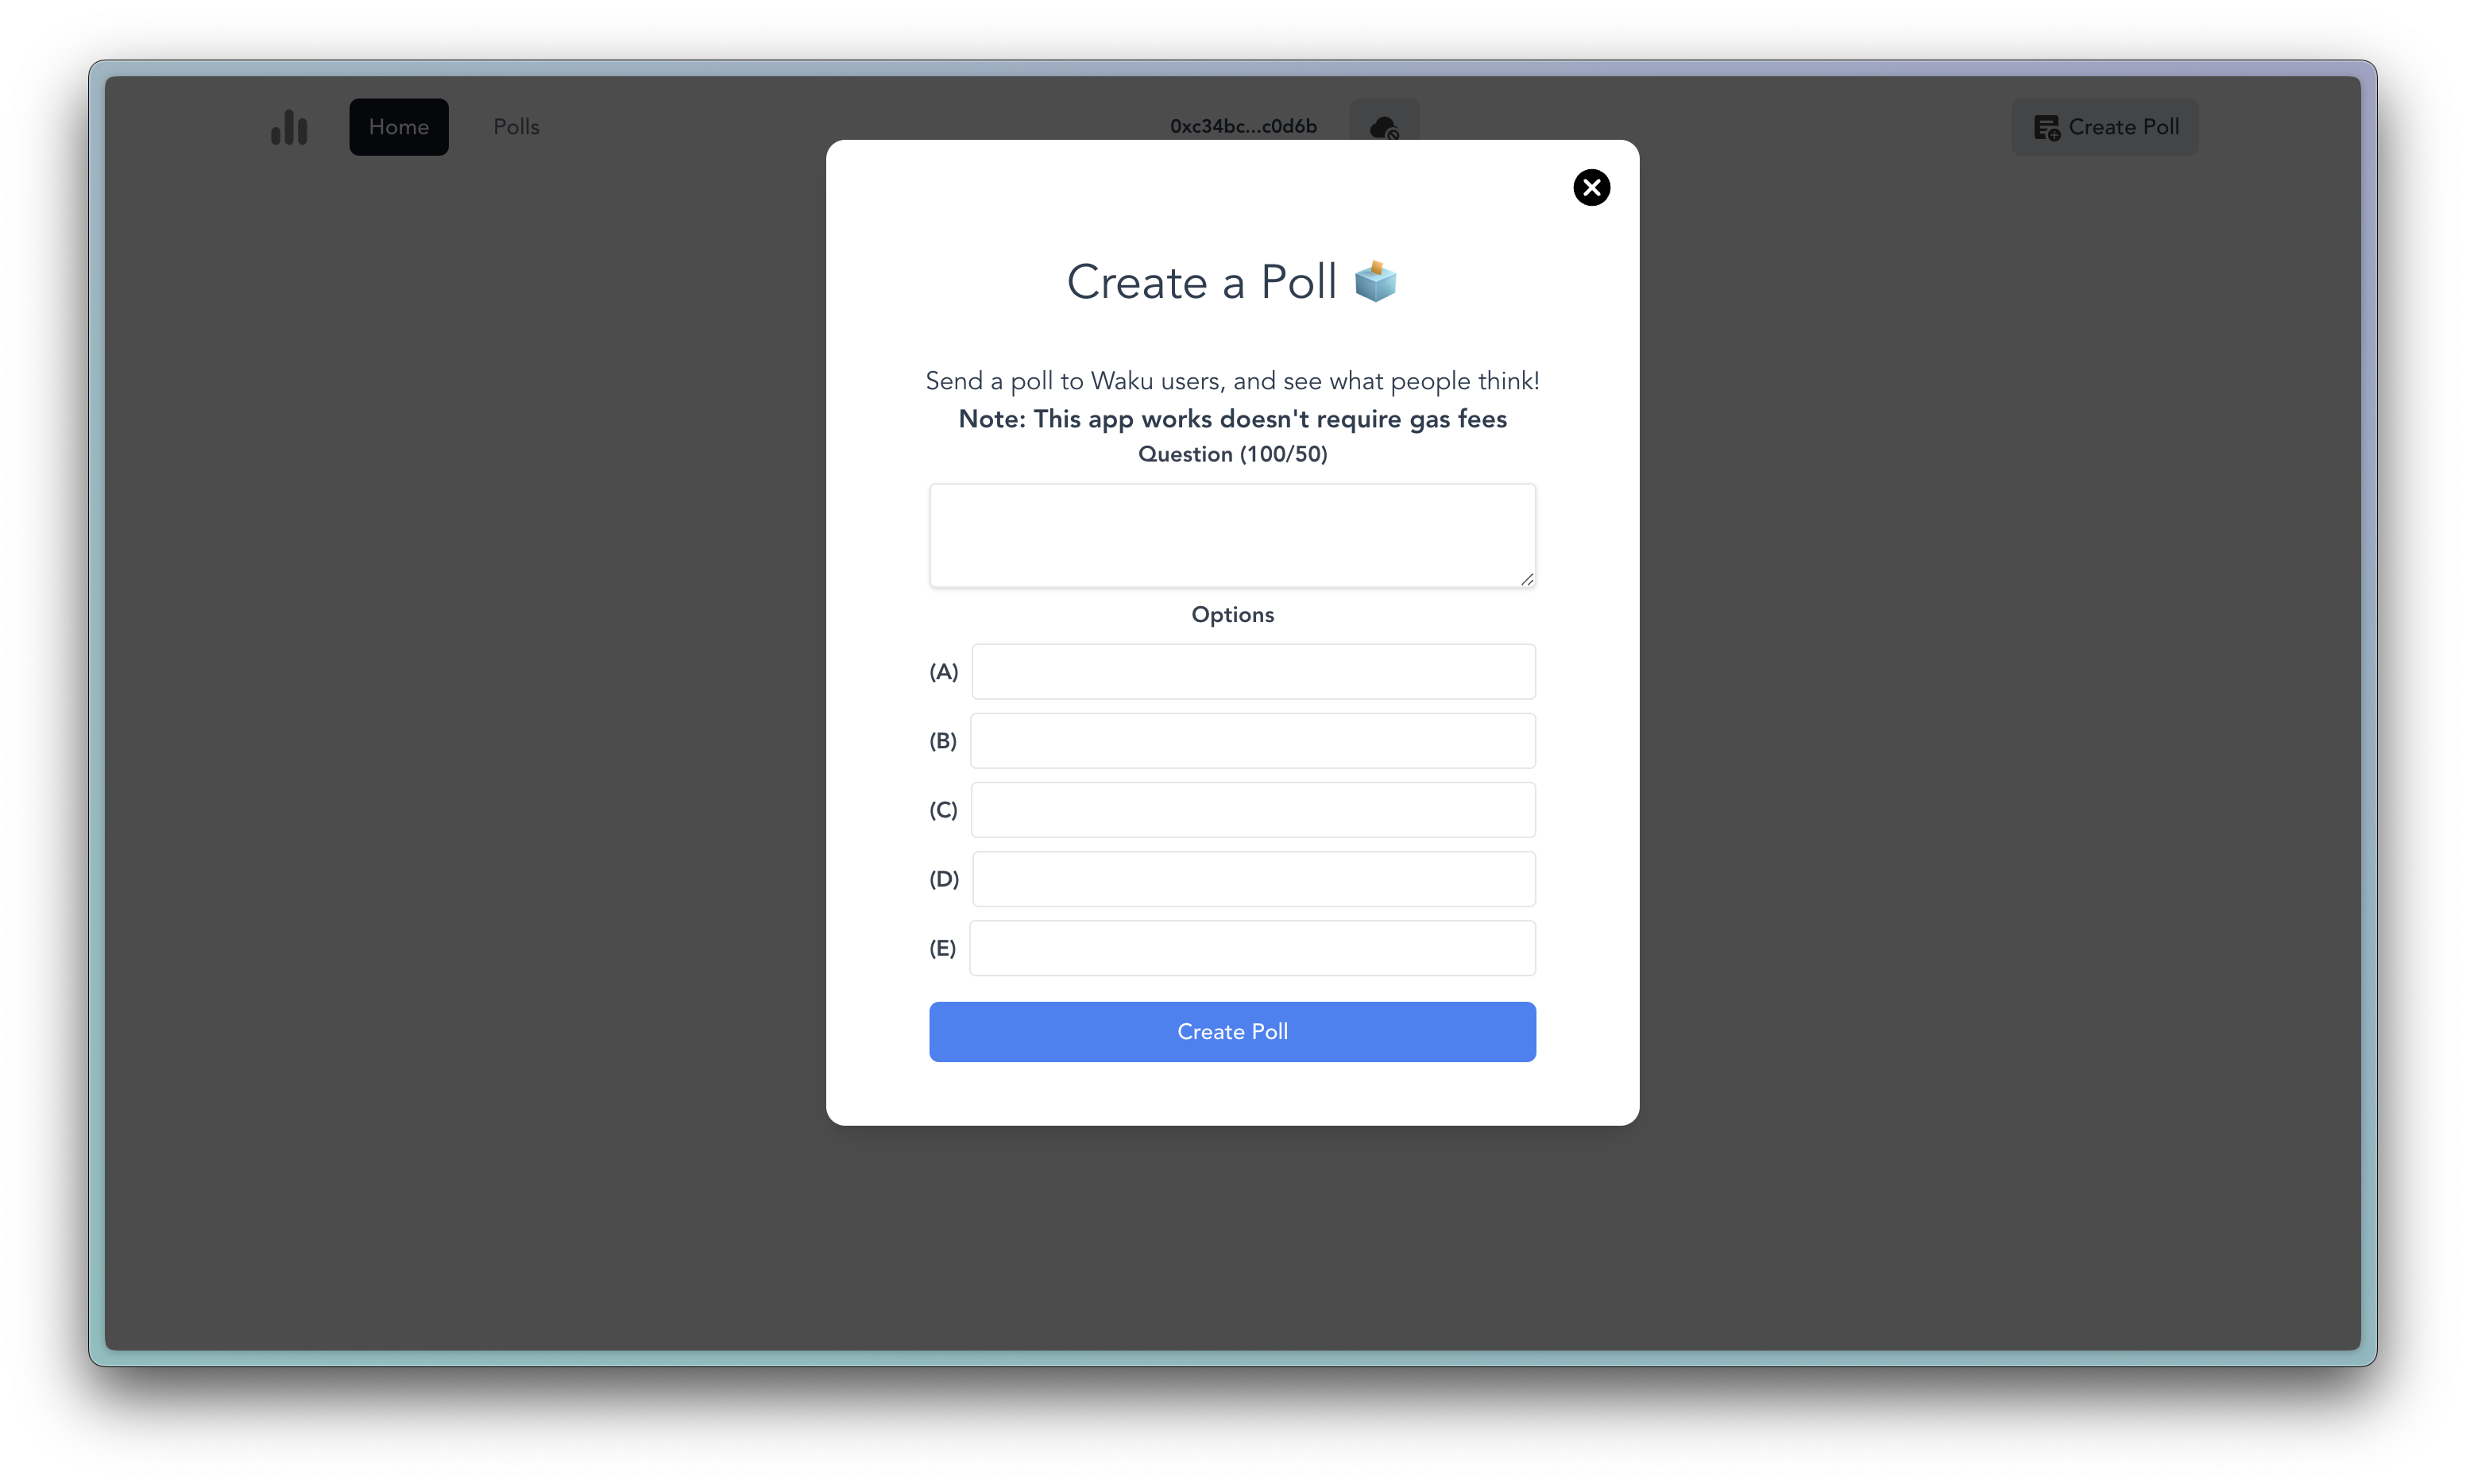 Home
Polls
0xc34bc...c0d6b
Create Poll
Create a Poll 🗳️
Send a poll to Waku users, and see what people think!
Note: This app works doesn't require gas fees
Question (100/50)
Options
(A)
(B)
(C)
(D)
(E)
Create Poll